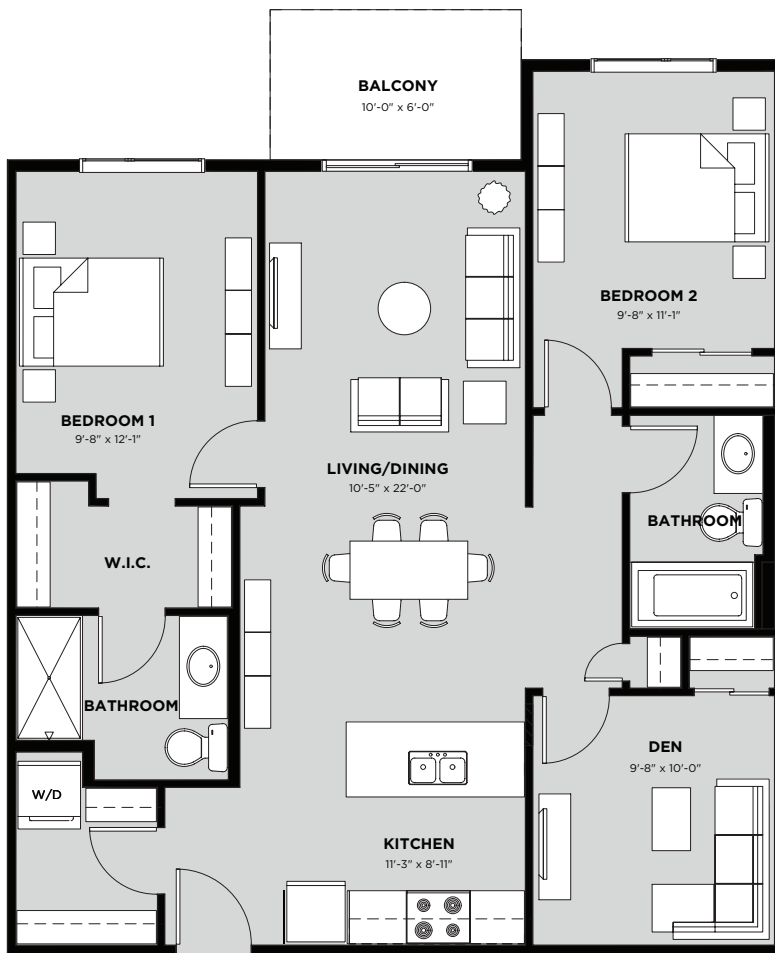 BALCONY
10'-0" x 6'-0"
BEDROOM 2
9'-8" x 11'-1"
BEDROOM 1
9'-8" x 12'-1"
LIVING/DINING
10'-5" x 22'-0"
BATHROOM
W.I.C.
BATHROOM
DEN
9'-8" x 10'-0"
W/D
KITCHEN
11'-3" x 8'-11"